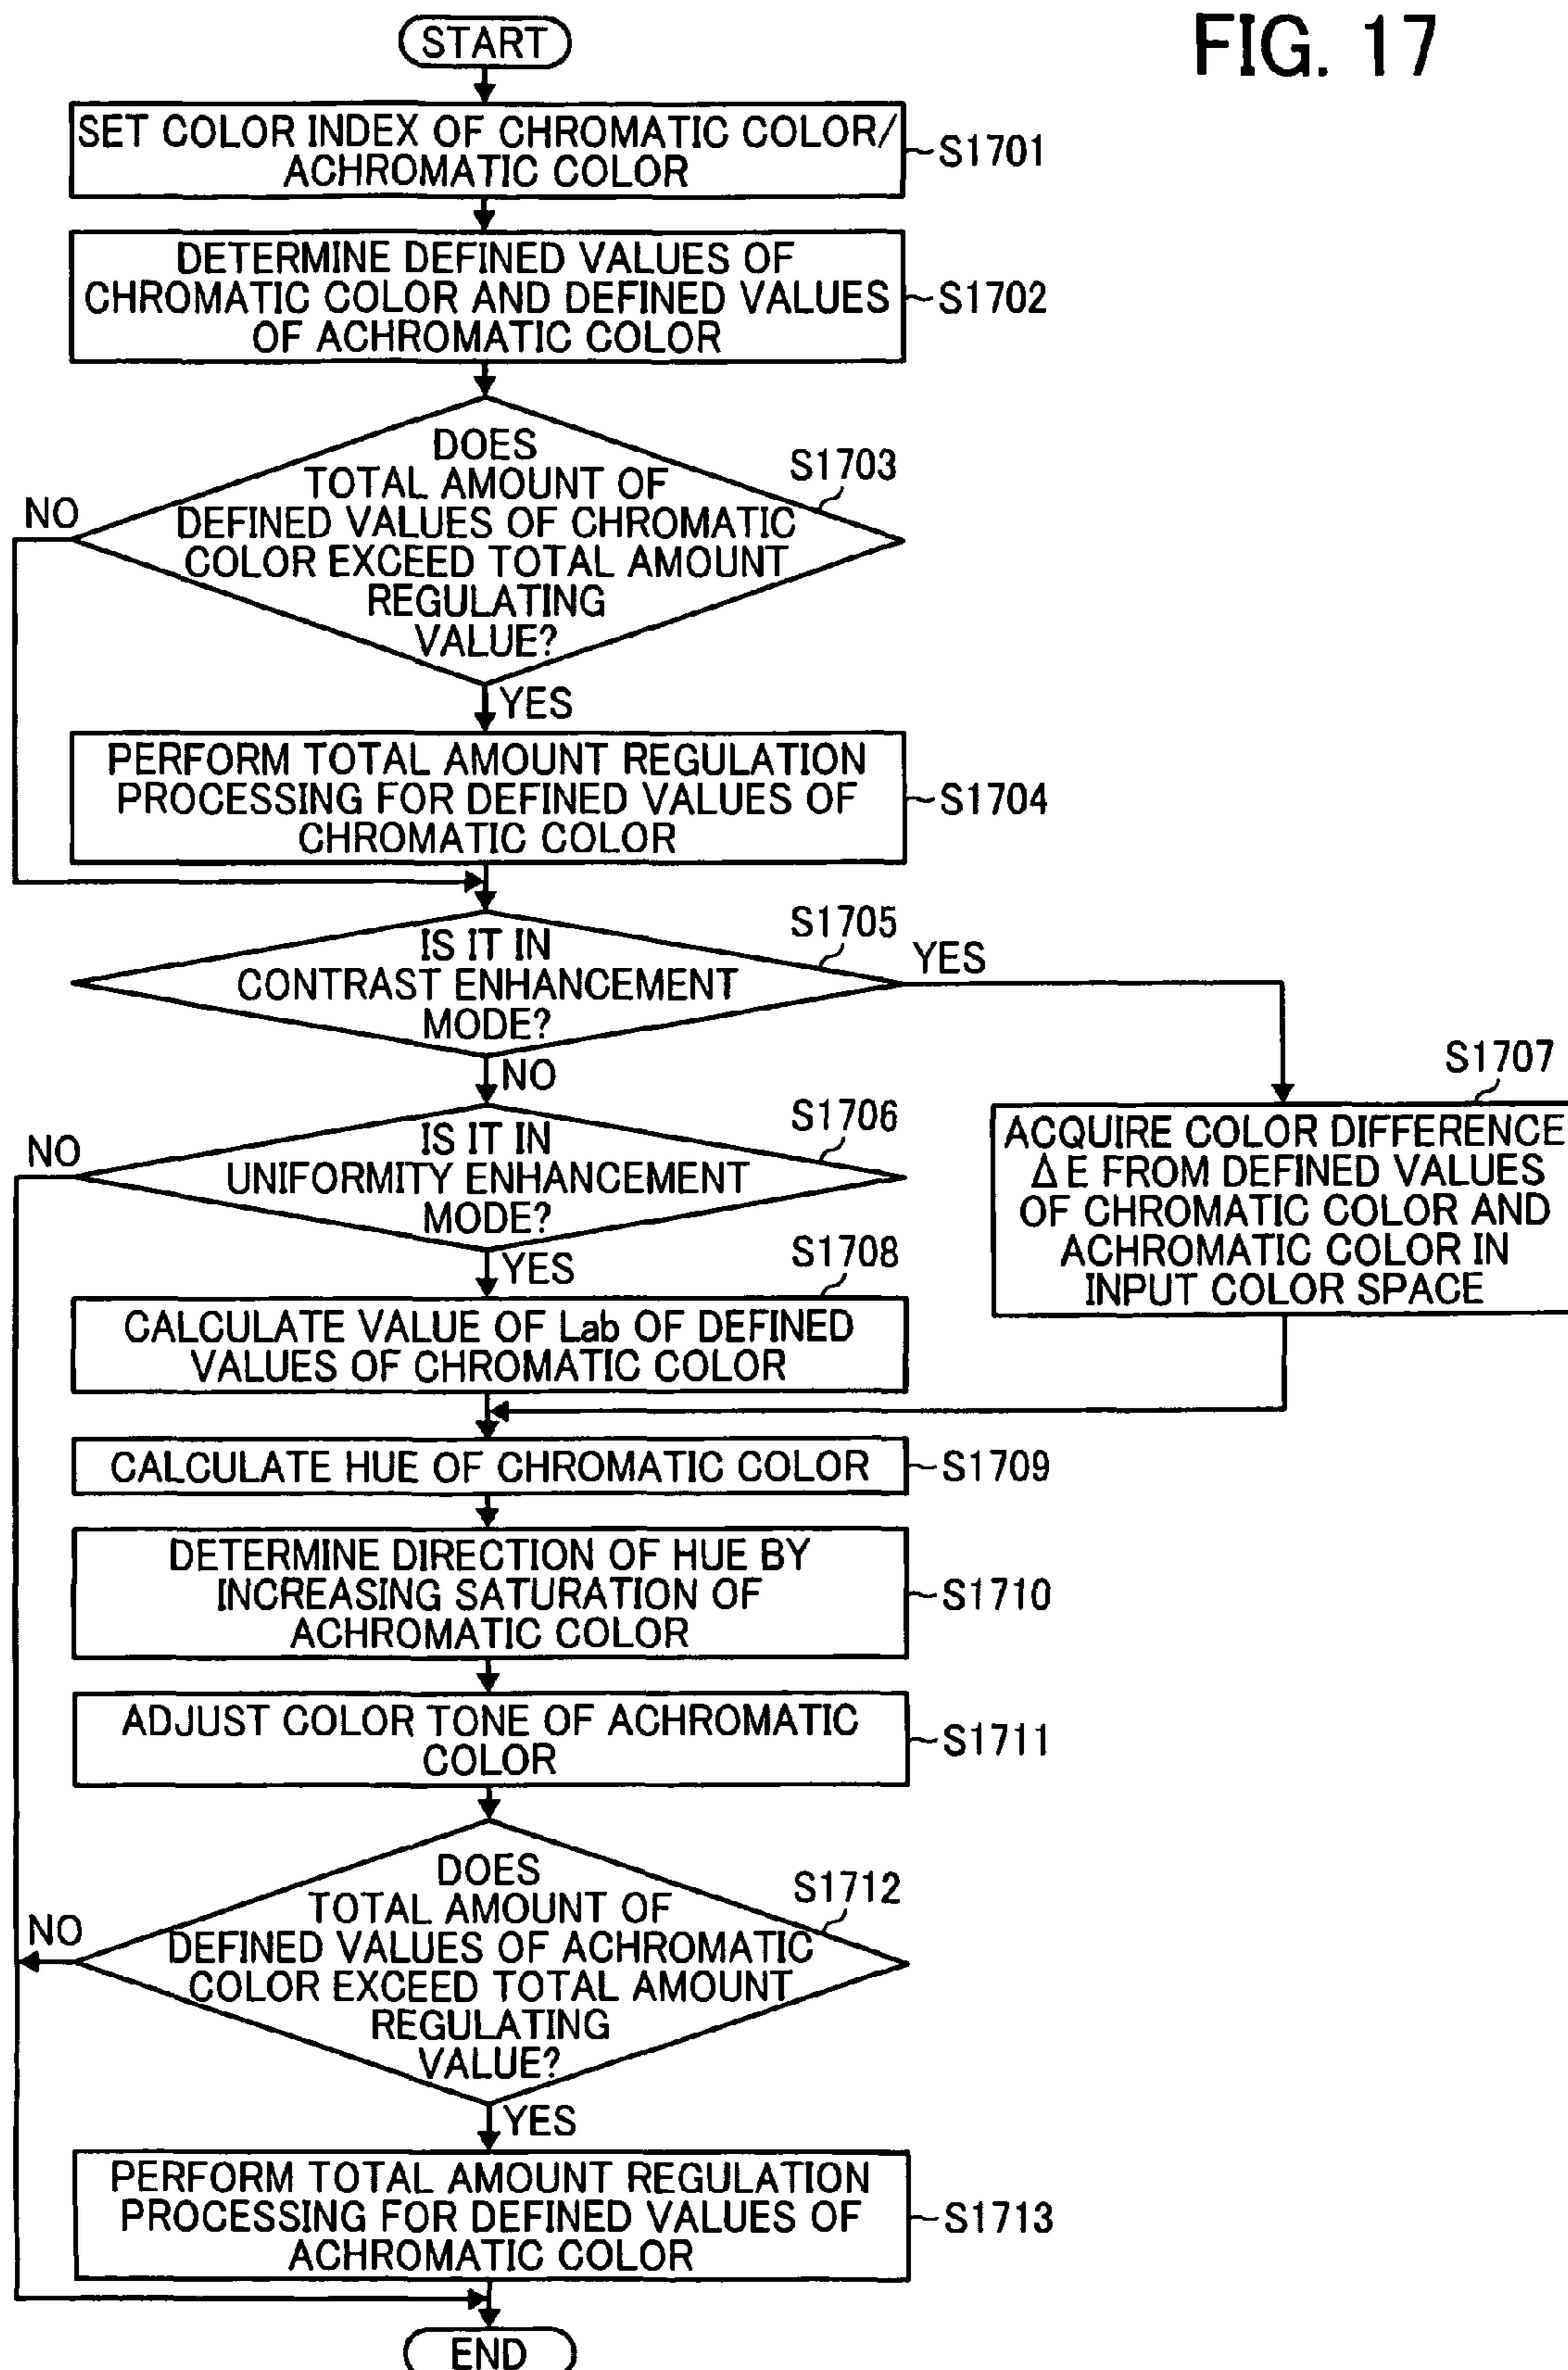 FIG. 17
START
SET COLOR INDEX OF CHROMATIC COLOR/
ACHROMATIC COLOR
S1701
DETERMINE DEFINED VALUES OF
CHROMATIC COLOR AND DEFINED VALUES
OF ACHROMATIC COLOR
S1702
DOES
TOTAL AMOUNT OF
DEFINED VALUES OF CHROMATIC
COLOR EXCEED TOTAL AMOUNT
REGULATING
VALUE?
S1703
NO
YES
PERFORM TOTAL AMOUNT REGULATION
PROCESSING FOR DEFINED VALUES OF
CHROMATIC COLOR
S1704
IS IT IN
CONTRAST ENHANCEMENT
MODE?
S1705
YES
NO
IS IT IN
UNIFORMITY ENHANCEMENT
MODE?
S1706
NO
YES
S1707
ACQUIRE COLOR DIFFERENCE
ΔE FROM DEFINED VALUES
OF CHROMATIC COLOR AND
ACHROMATIC COLOR IN
INPUT COLOR SPACE
S1708
CALCULATE VALUE OF Lab OF DEFINED
VALUES OF CHROMATIC COLOR
CALCULATE HUE OF CHROMATIC COLOR
S1709
DETERMINE DIRECTION OF HUE BY
INCREASING SATURATION OF
ACHROMATIC COLOR
S1710
ADJUST COLOR TONE OF ACHROMATIC
COLOR
S1711
DOES
TOTAL AMOUNT OF
DEFINED VALUES OF ACHROMATIC
COLOR EXCEED TOTAL AMOUNT
REGULATING
VALUE?
S1712
NO
YES
PERFORM TOTAL AMOUNT REGULATION
PROCESSING FOR DEFINED VALUES OF
ACHROMATIC COLOR
S1713
END